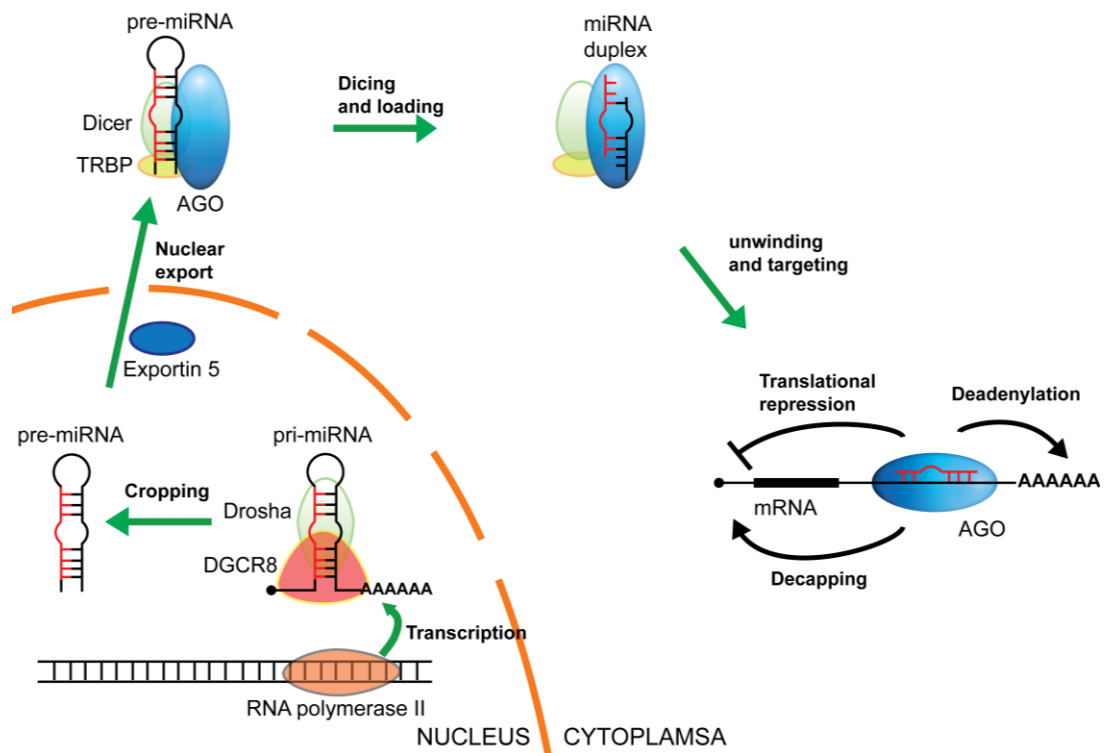 pre-miRNA
Dicer
TRBP
AGO
Dicing
and loading
miRNA
duplex
unwinding
and targeting
Nuclear
export
Exportin 5
pre-miRNA
Cropping
pri-miRNA
Drosha
DGCR8
AAAAAA
Transcription
RNA polymerase II
NUCLEUS
CYTOPLAMSA
Translational
repression
Deadenylation
mRNA
AAAAAA
AGO
Decapping